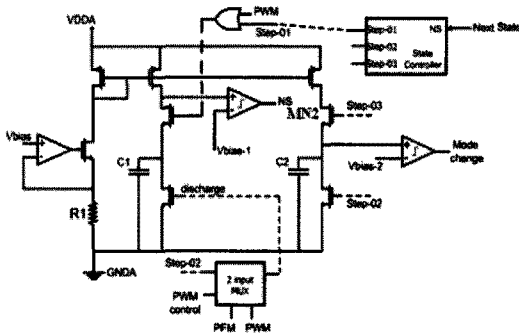 VDDA
PWM
Step-01
Step-01
NS
Next State
Step-02
State
Controller
Step-03
NS
MN2
Step-03
Vbias
Vbias-1
C1
C2
Mode
change
Vbias-2
R1
discharge
Step-02
GNDA
Step-02
2 input
MUX
PWM
control
PFM
PWM